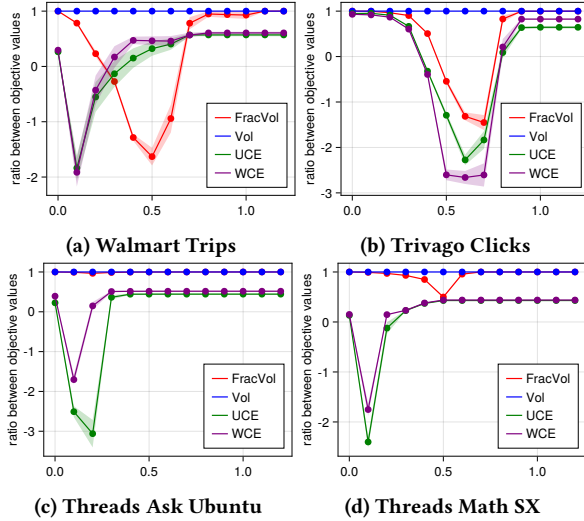 ratio between objective values
1
0
-1
-2
0.0
0.5
1.0
FracVol
Vol
UCE
WCE
(a) Walmart Trips
ratio between objective values
1
0
-1
-2
-3
0.0
0.5
1.0
FracVol
Vol
UCE
WCE
(b) Trivago Clicks
ratio between objective values
1
0
-1
-2
-3
0.0
0.5
1.0
FracVol
Vol
UCE
WCE
(c) Threads Ask Ubuntu
ratio between objective values
1
0
-1
-2
0.0
0.5
1.0
FracVol
Vol
UCE
WCE
(d) Threads Math SX